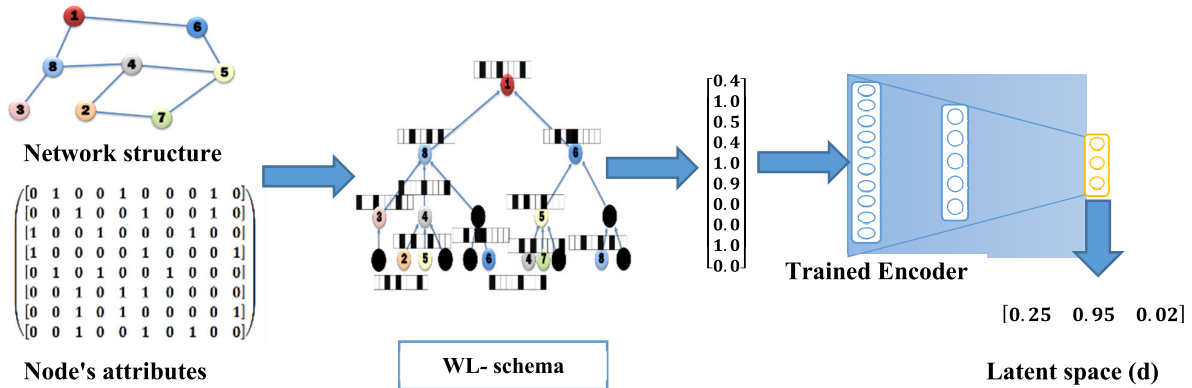 1
6
8
4
5
3
2
7
Network structure
[0 1 0 0 1 0 0 0 1 0]
[0 0 1 0 0 1 0 0 1 0]
[1 0 0 1 0 0 0 1 0 0]
[1 0 0 0 0 1 0 0 0 1]
[0 1 0 1 0 0 1 0 0 0]
[0 0 1 0 1 1 0 0 0 0]
[0 0 1 0 1 0 0 0 0 1]
[0 0 1 0 0 1 0 1 0 0]
Node's attributes
1
8 6
3 4 5
2 5 6 4 7 8
WL- schema
0.4
1.0
0.5
0.4
1.0
0.9
0.0
0.0
1.0
0.0
Trained Encoder
[0.25 0.95 0.02]
Latent space (d)